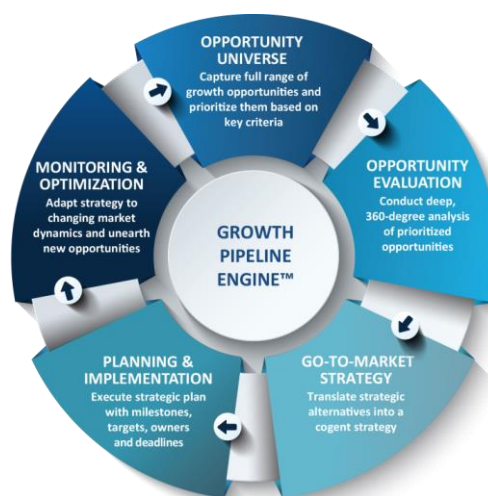 OPPORTUNITY
UNIVERSE
Capture full range of
growth opportunities and
prioritize them based on
key criteria
OPPORTUNITY
EVALUATION
Conduct deep,
360-degree analysis
of prioritized
opportunities
GO-TO-MARKET
STRATEGY
Translate strategic
alternatives into a
cogent strategy
PLANNING &
IMPLEMENTATION
Execute strategic plan
with milestones,
targets, owners
and deadlines
MONITORING &
OPTIMIZATION
Adapt strategy to
changing market
dynamics and unearth
new opportunities
GROWTH
PIPELINE
ENGINE™